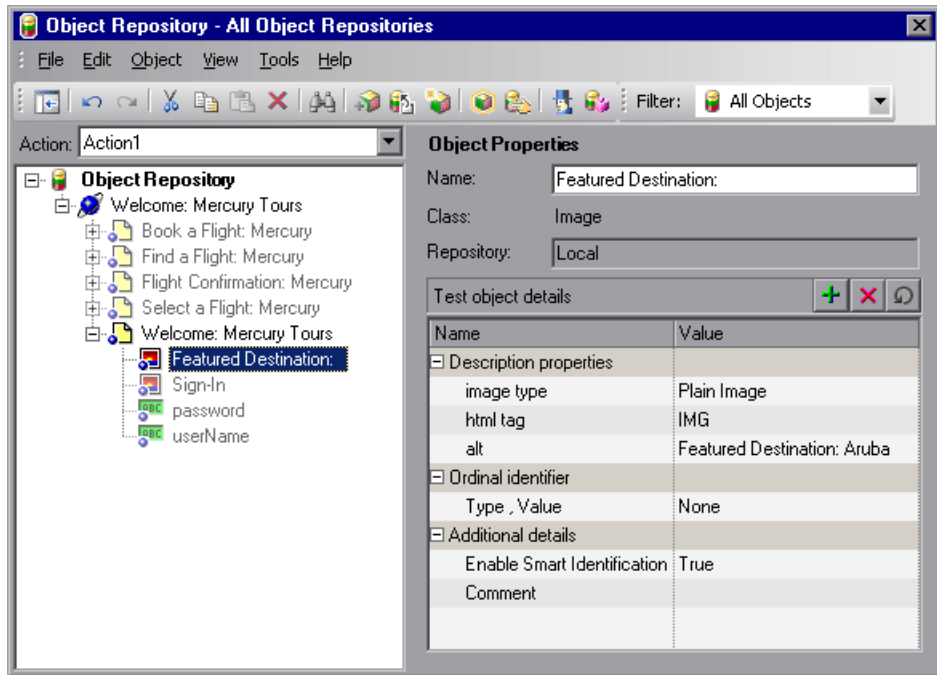 Object Repository - All Object Repositories
File Edit Object View Tools Help
Filter: All Objects
Action: Action1
Object Repository
Welcome: Mercury Tours
Book a Flight: Mercury
Find a Flight: Mercury
Flight Confirmation: Mercury
Select a Flight: Mercury
Welcome: Mercury Tours
Featured Destination:
Sign-In
password
userName
Object Properties
Name: Featured Destination:
Class: Image
Repository: Local
Test object details
Name Value
Description properties
image type Plain Image
html tag IMG
alt Featured Destination: Aruba
Ordinal identifier
Type , Value None
Additional details
Enable Smart Identification True
Comment